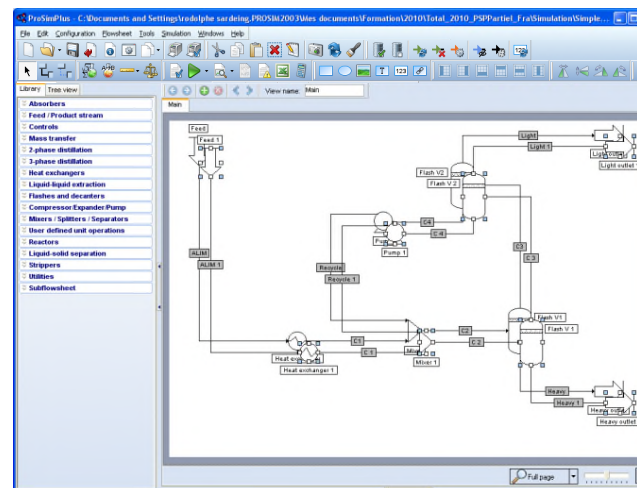 ProSimPlus - C:\Documents and Settings\rodolphe sardeing.PROSIM2003\Mes documents\Formation\2010\Total_2010_PSPPartiel_Fra\Simulation\Simple...
File Edit Configuration Flowsheet Tools Simulation Windows Help
Library Tree view
View name: Main
Main
Absorbers
Feed / Product stream
Controls
Mass transfer
2-phase distillation
3-phase distillation
Heat exchangers
Liquid-liquid extraction
Flashes and decanters
Compressor/Expander/Pump
Mixers / Splitters / Separators
User defined unit operations
Reactors
Liquid-solid separation
Strippers
Utilities
Subflowsheet
Feed
Feed 1
Light
Light 1
Light outlet
Flash V2
Flash V 2
C4
C 4
Pump 1
C3
C 3
ALIM
ALIM 1
Recycle
Recycle 1
Flash V1
Flash V 1
C1
C2
C 1
C 2
Heat exchanger 1
Mixer 1
Heavy
Heavy 1
Heavy outlet
Full page